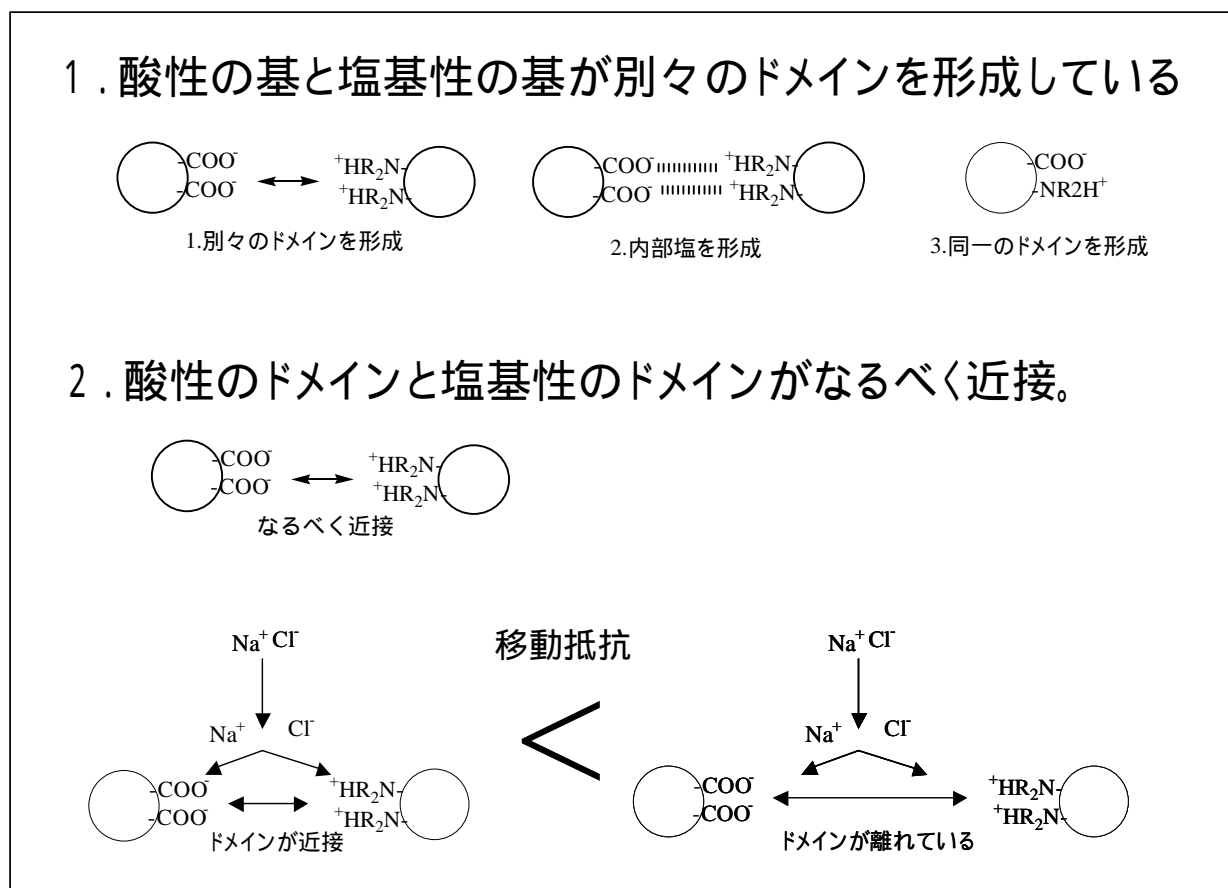 1．酸性の基と塩基性の基が別々のドメインを形成している
-COO⁻ ⁺HR₂N-
-COO⁻ ⁺HR₂N-
1.別々のドメインを形成
-COO⁻ ⁺HR₂N-
-COO⁻ ⁺HR₂N-
2.内部塩を形成
-COO⁻
-NR2H⁺
3.同一のドメインを形成
2．酸性のドメインと塩基性のドメインがなるべく近接。
-COO⁻ ⁺HR₂N-
-COO⁻ ⁺HR₂N-
なるべく近接
Na⁺ Cl⁻
Na⁺ Cl⁻
-COO⁻ ⁺HR₂N-
-COO⁻ ⁺HR₂N-
ドメインが近接
移動抵抗
<
Na⁺ Cl⁻
Na⁺ Cl⁻
-COO⁻ ⁺HR₂N-
-COO⁻ ⁺HR₂N-
ドメインが離れている